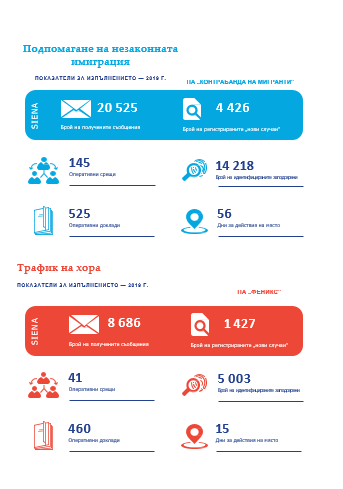 Подпомагане на незаконната
имиграция
ПОКАЗАТЕЛИ ЗА ИЗПЪЛНЕНИЕТО — 2019 Г.
ПА „КОНТРАБАНДА НА МИГРАНТИ“
SIENA
20 525
Брой на получените съобщения
4 426
Брой на регистрираните „нови случаи“
145
Оперативни срещи
14 218
Брой на идентифицираните заподозрени
525
Оперативни доклади
56
Дни за действия на място
Трафик на хора
ПОКАЗАТЕЛИ ЗА ИЗПЪЛНЕНИЕТО — 2019 Г.
ПА „ФЕНИКС“
SIENA
8 686
Брой на получените съобщения
1 427
Брой на регистрираните „нови случаи“
41
Оперативни срещи
5 003
Брой на идентифицираните заподозрени
460
Оперативни доклади
15
Дни за действия на място